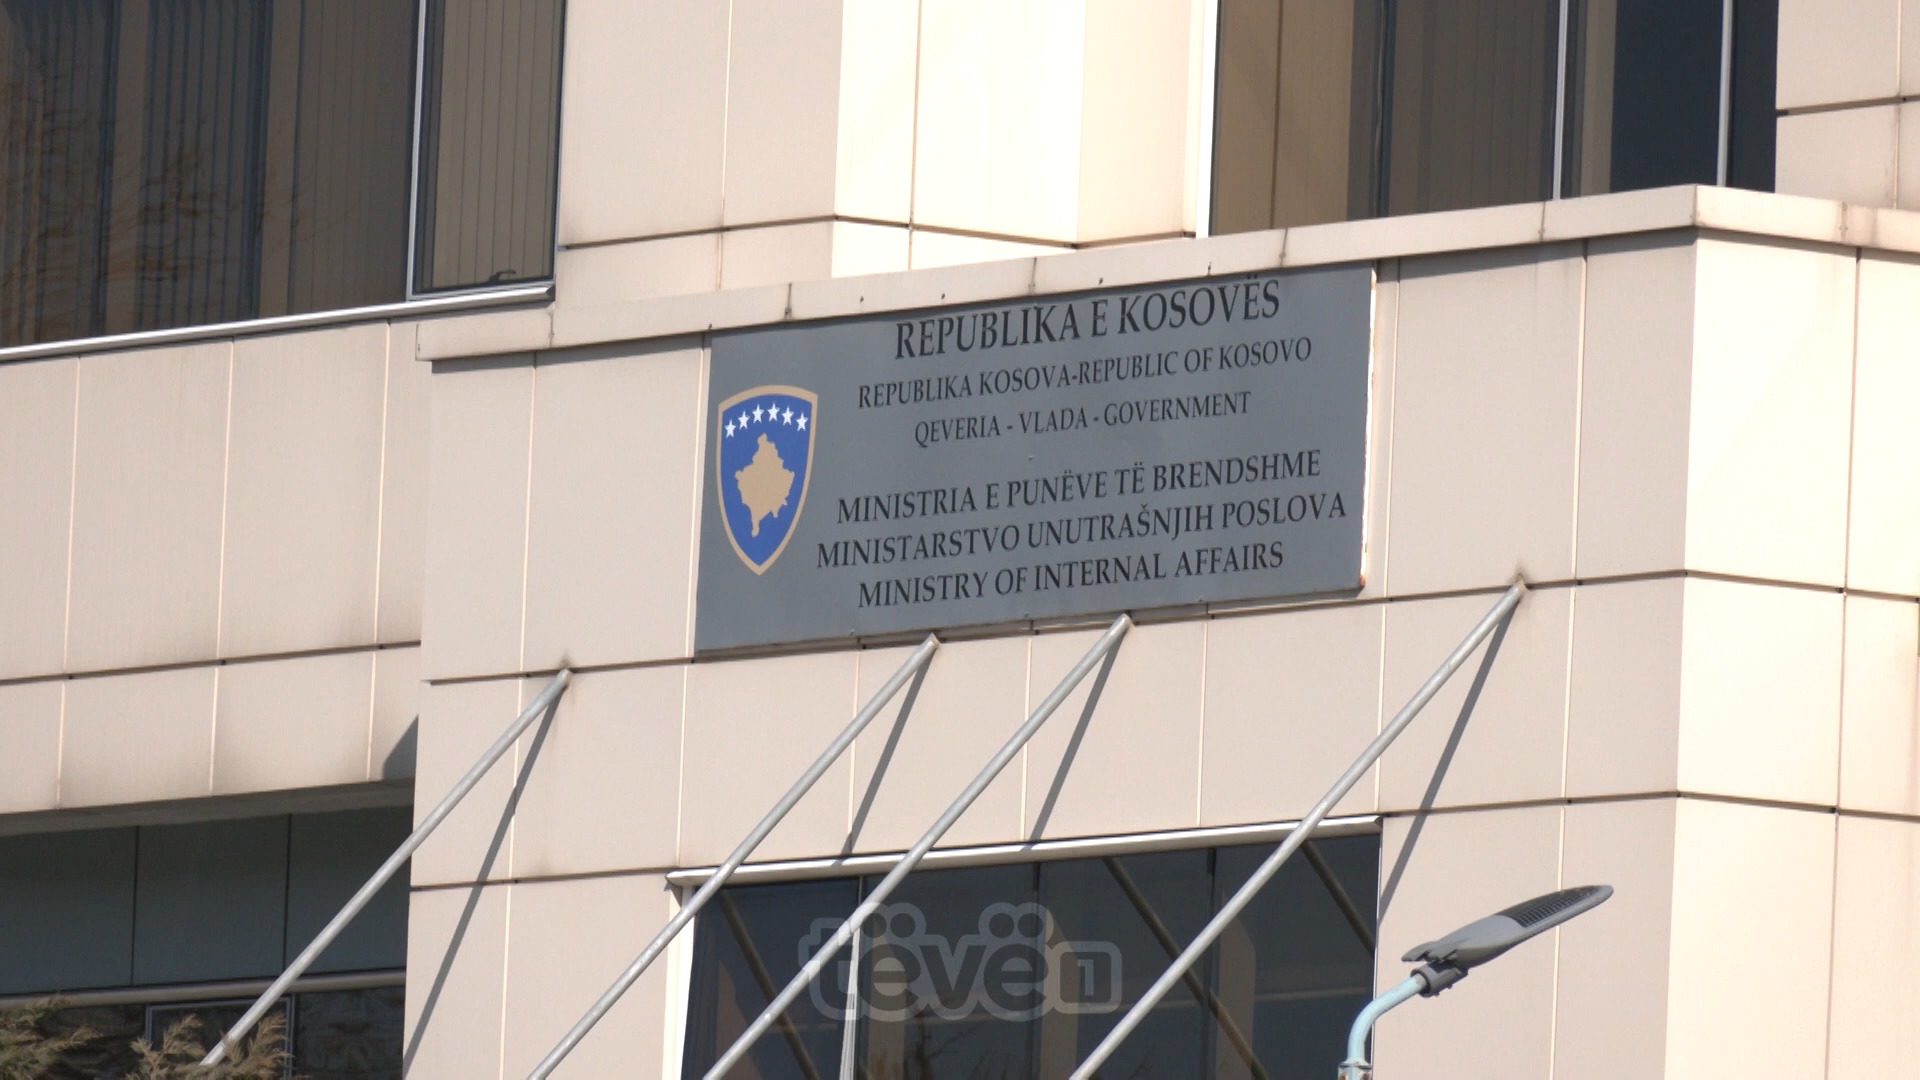 REPUBLIKA E KOSOVËS
REPUBLIKA KOSOVA-REPUBLIC OF KOSOVO
QEVERIA - VLADA - GOVERNMENT
MINISTRIA E PUNËVE TË BRENDSHME
MINISTARSTVO UNUTRAŠNJIH POSLOVA
MINISTRY OF INTERNAL AFFAIRS
tëvë1